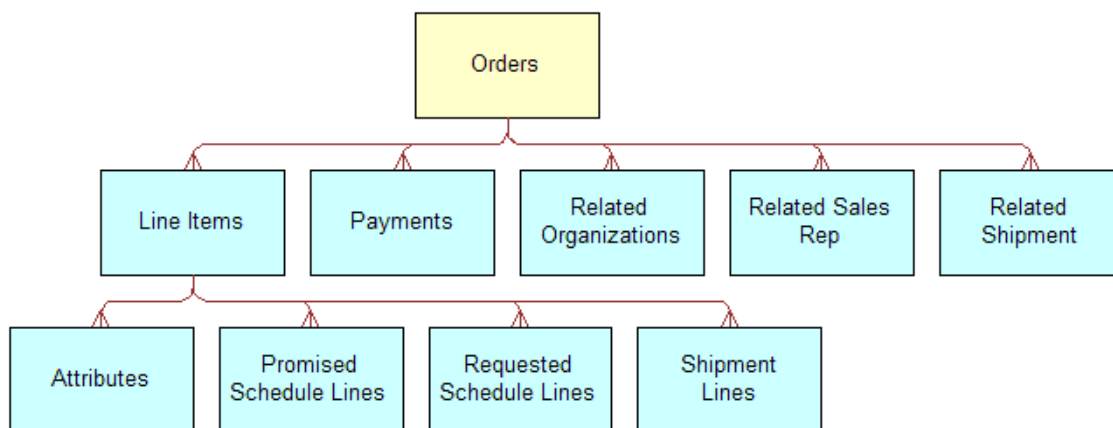 Orders
Line Items
Payments
Related
Organizations
Related Sales
Rep
Related
Shipment
Attributes
Promised
Schedule Lines
Requested
Schedule Lines
Shipment
Lines